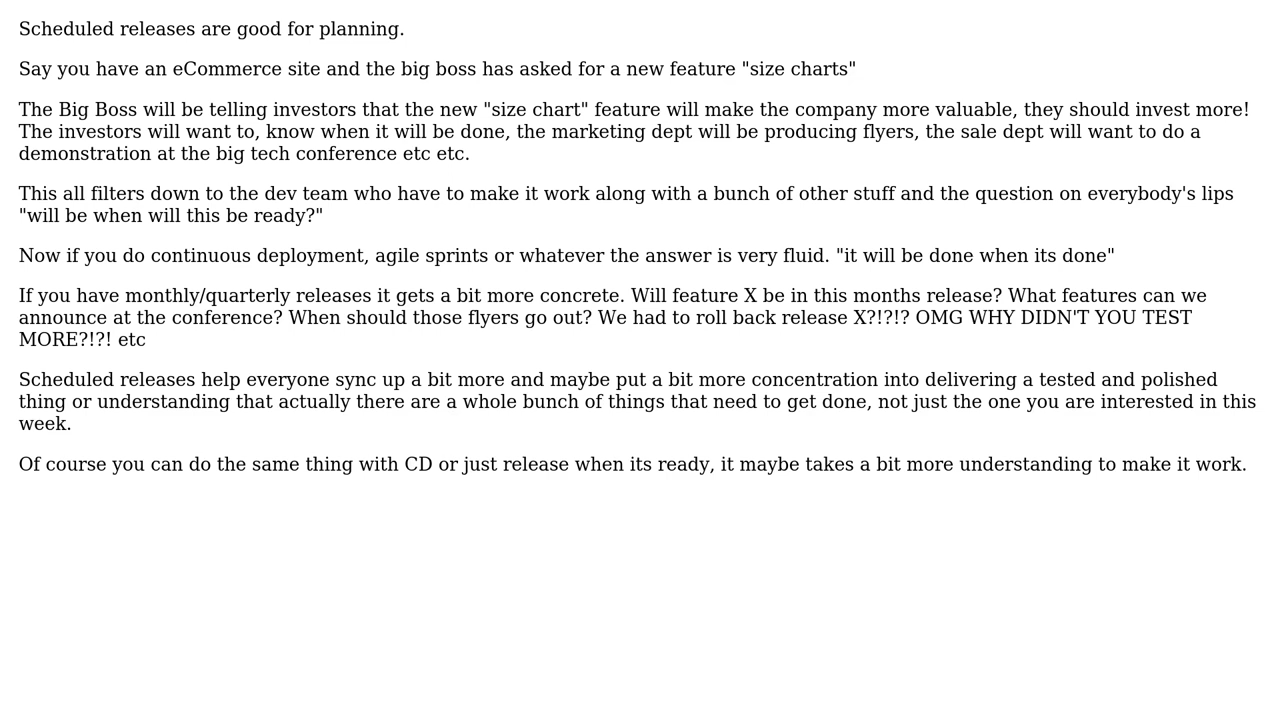 Scheduled releases are good for planning.
Say you have an eCommerce site and the big boss has asked for a new feature "size charts"
The Big Boss will be telling investors that the new "size chart" feature will make the company more valuable, they should invest more!
The investors will want to, know when it will be done, the marketing dept will be producing flyers, the sale dept will want to do a
demonstration at the big tech conference etc etc.
This all filters down to the dev team who have to make it work along with a bunch of other stuff and the question on everybody's lips
"will be when will this be ready?"
Now if you do continuous deployment, agile sprints or whatever the answer is very fluid. "it will be done when its done"
If you have monthly/quarterly releases it gets a bit more concrete. Will feature X be in this months release? What features can we
announce at the conference? When should those flyers go out? We had to roll back release X?!?!? OMG WHY DIDN'T YOU TEST
MORE?!?! etc
Scheduled releases help everyone sync up a bit more and maybe put a bit more concentration into delivering a tested and polished
thing or understanding that actually there are a whole bunch of things that need to get done, not just the one you are interested in this
week.
Of course you can do the same thing with CD or just release when its ready, it maybe takes a bit more understanding to make it work.